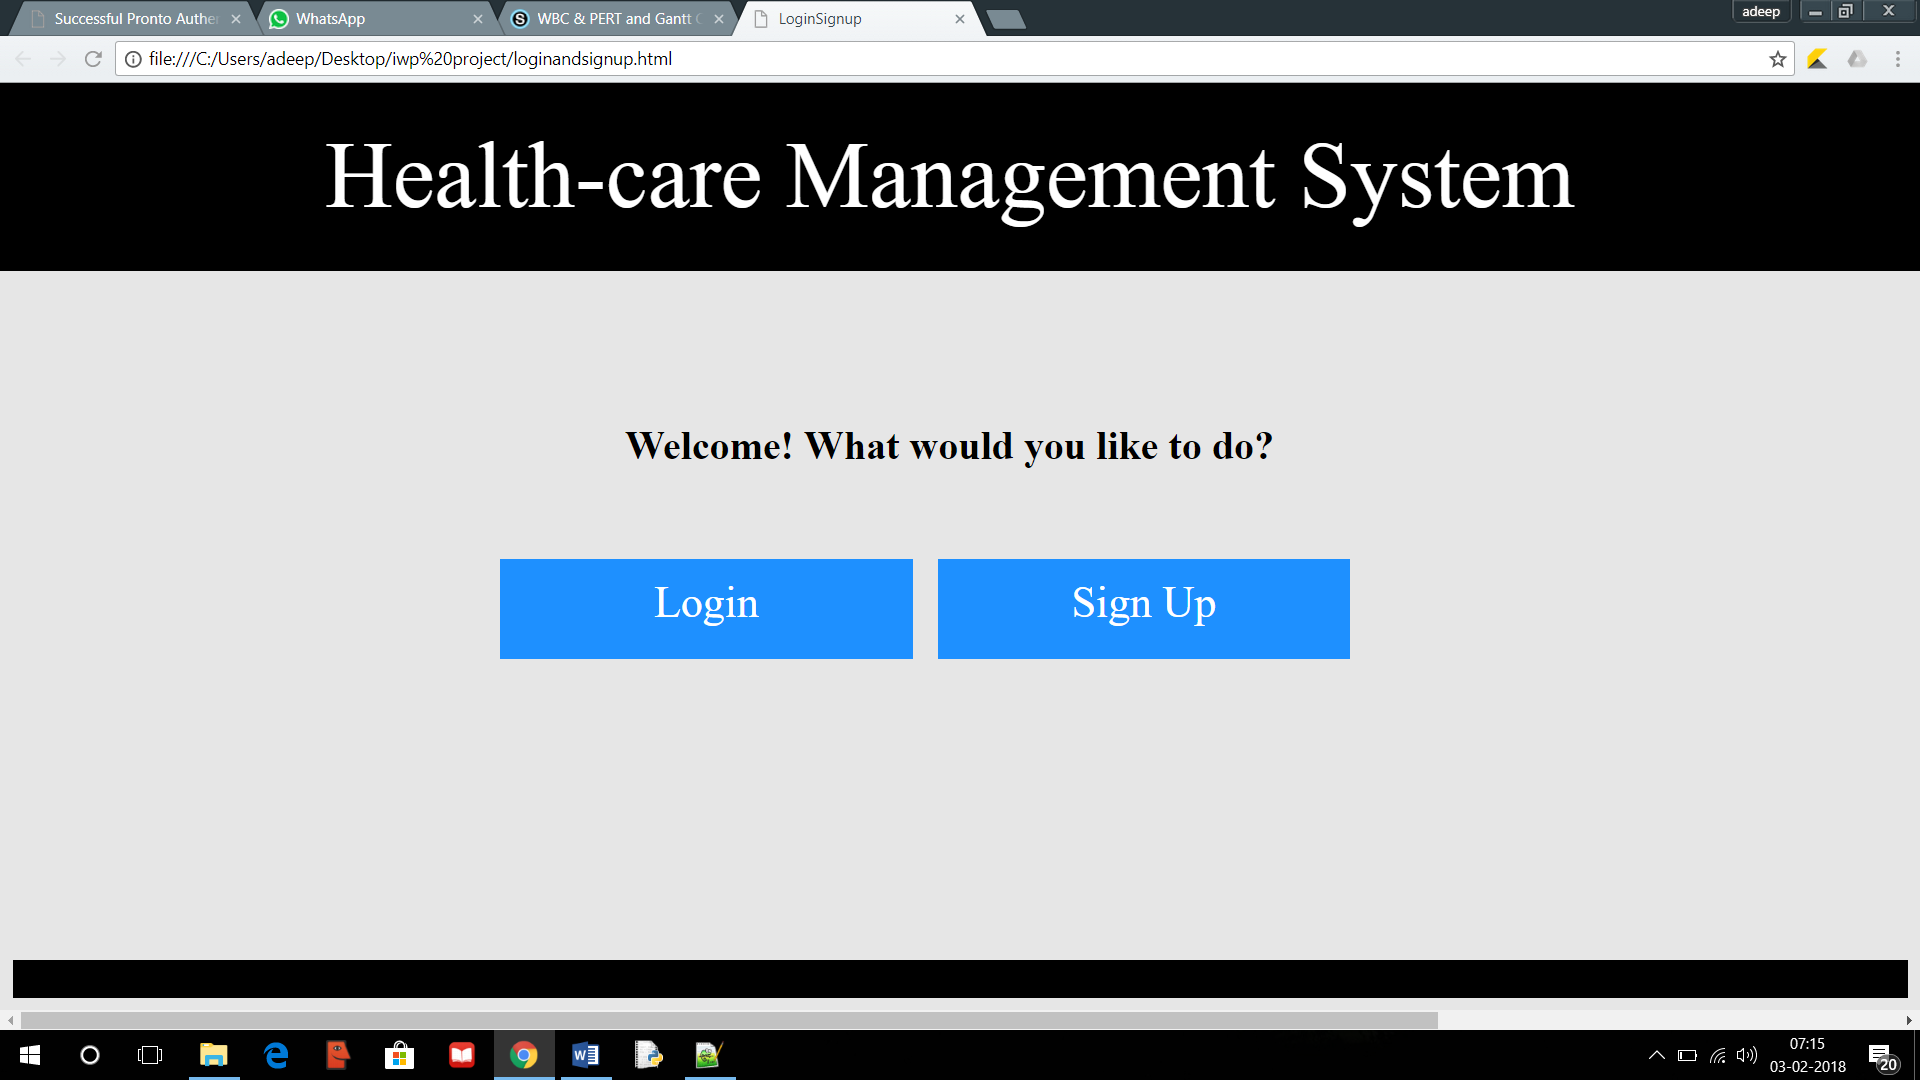 Successful Pronto Auther
WhatsApp
WBC & PERT and Gantt C
LoginSignup
adeep
file:///C:/Users/adeep/Desktop/iwp%20project/loginandsignup.html
Health-care Management System
Welcome! What would you like to do?
Login
Sign Up
07:15
03-02-2018
20